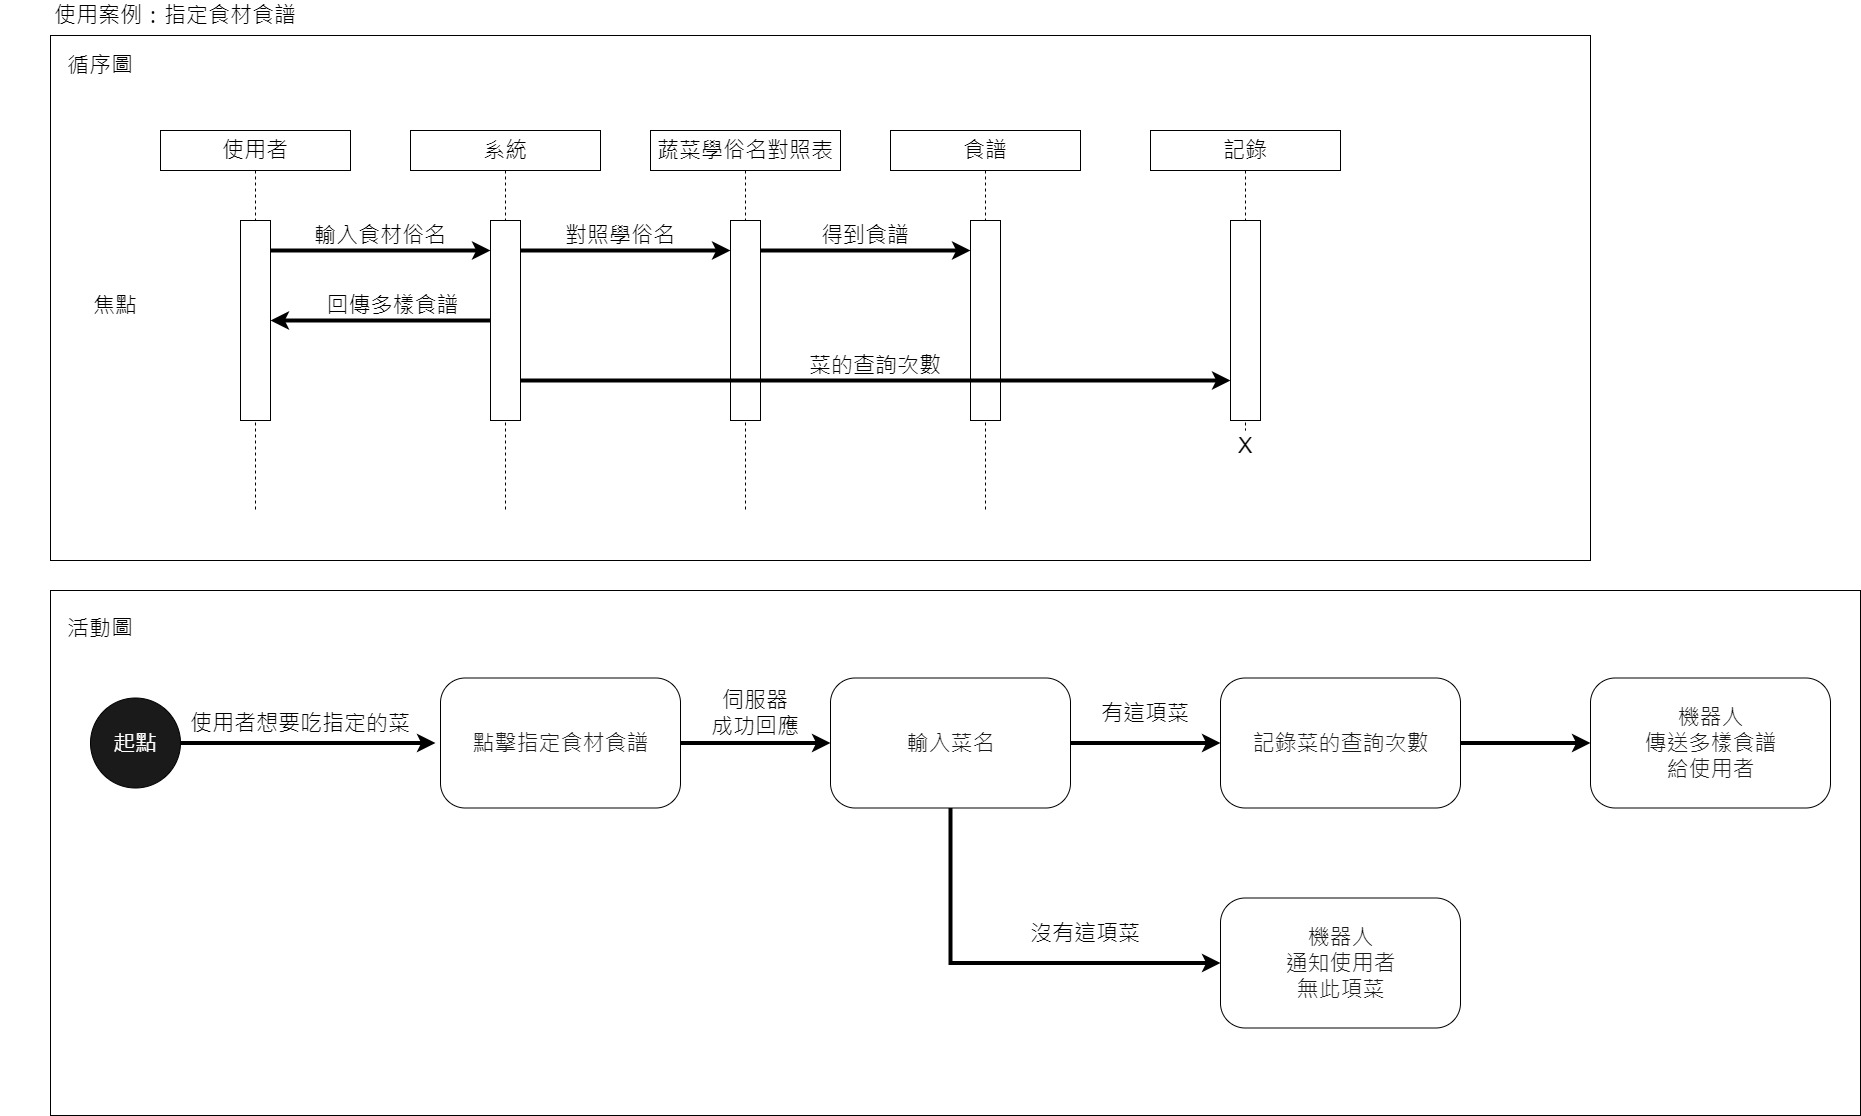 使用案例：指定食材食譜
循序圖
使用者
系統
蔬菜學俗名對照表
食譜
記錄
輸入食材俗名
對照學俗名
得到食譜
焦點
回傳多樣食譜
菜的查詢次數
X
活動圖
起點
使用者想要吃指定的菜
點擊指定食材食譜
伺服器
成功回應
輸入菜名
有這項菜
記錄菜的查詢次數
機器人
傳送多樣食譜
給使用者
沒有這項菜
機器人
通知使用者
無此項菜